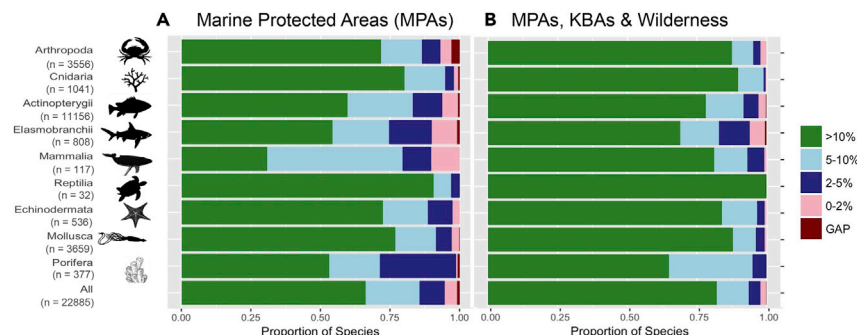 A Marine Protected Areas (MPAs)
B MPAs, KBAs & Wilderness
Arthropoda
(n = 3556)
Cnidaria
(n = 1041)
Actinopterygii
(n = 11156)
Elasmobranchii
(n = 808)
Mammalia
(n = 117)
Reptilia
(n = 32)
Echinodermata
(n = 536)
Mollusca
(n = 3659)
Porifera
(n = 377)
All
(n = 22885)
>10%
5-10%
2-5%
0-2%
GAP
0.00 0.25 0.50 0.75 1.00
0.00 0.25 0.50 0.75 1.00
Proportion of Species
Proportion of Species